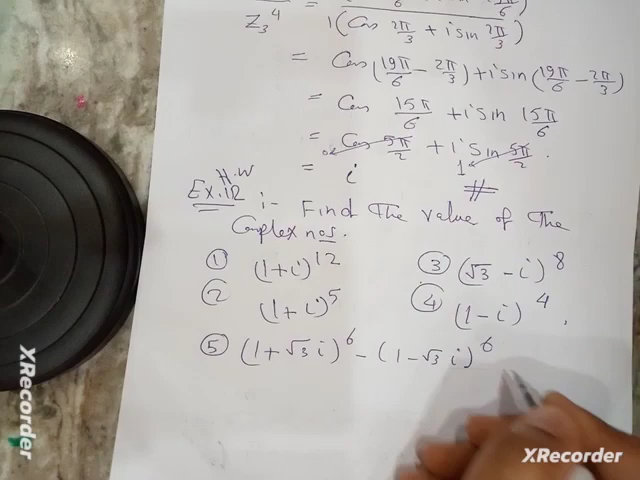 Z₃⁴ = 1(Cos 2π/3 + i sin 2π/3)
= Cos (19π/6 − 2π/3) + i sin (19π/6 − 2π/3)
= Cos 15π/6 + i sin 15π/6
= Cos 5π/2 + i sin 5π/2 .
0 1
= i #
H.W
Ex.12 :- Find the value of the
Complex nos.
① (1+i)¹² ③ (√3 − i)⁸
② (1+i)⁵ ④ (1−i)⁴ ,
⑤ (1+√3 i)⁶ − (1−√3 i)⁶
XRecorder
XRecorder